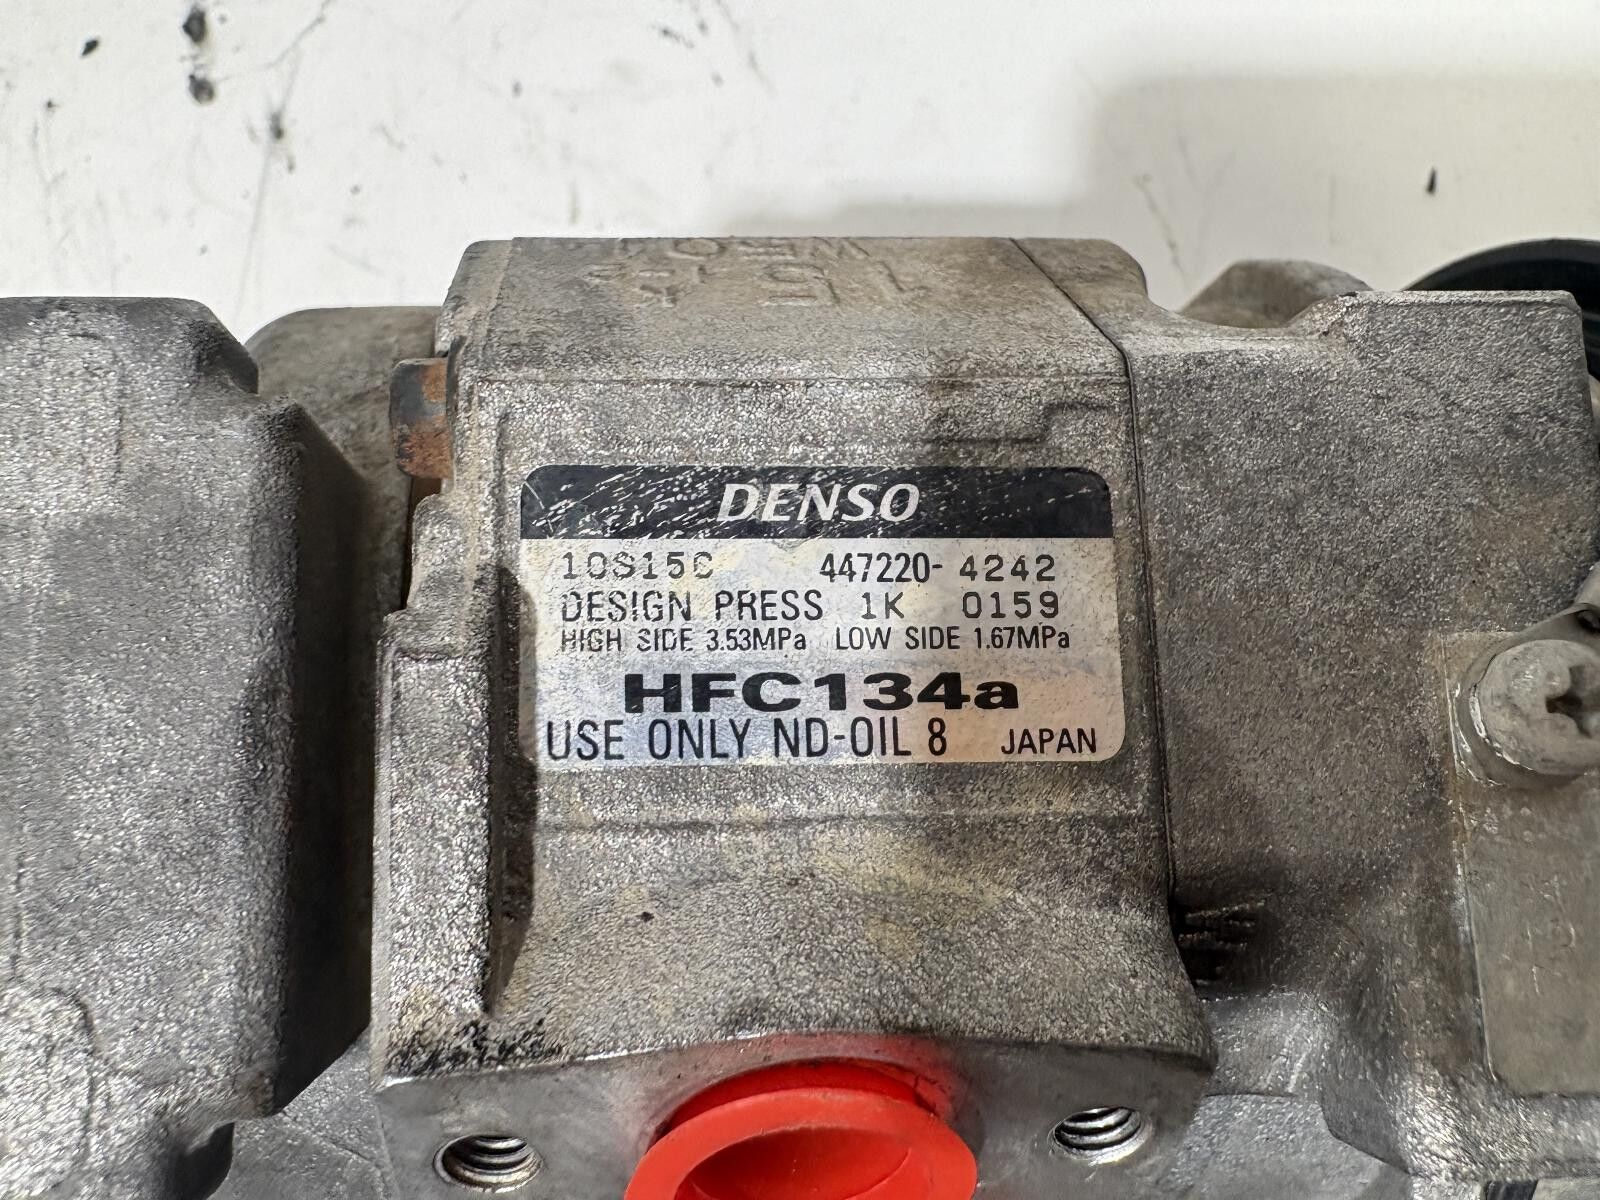 DENSO
10S15C 447220-4242
DESIGN PRESS 1K 0159
HIGH SIDE 3.53MPa LOW SIDE 1.67MPa
HFC134a
USE ONLY ND-OIL 8 JAPAN